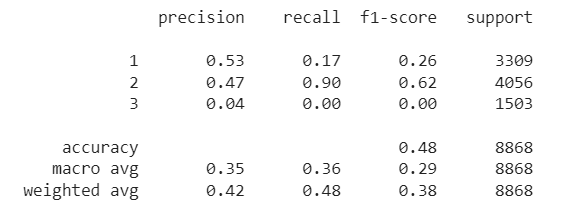 precision recall f1-score support
1 0.53 0.17 0.26 3309
2 0.47 0.90 0.62 4056
3 0.04 0.00 0.00 1503
accuracy 0.48 8868
macro avg 0.35 0.36 0.29 8868
weighted avg 0.42 0.48 0.38 8868